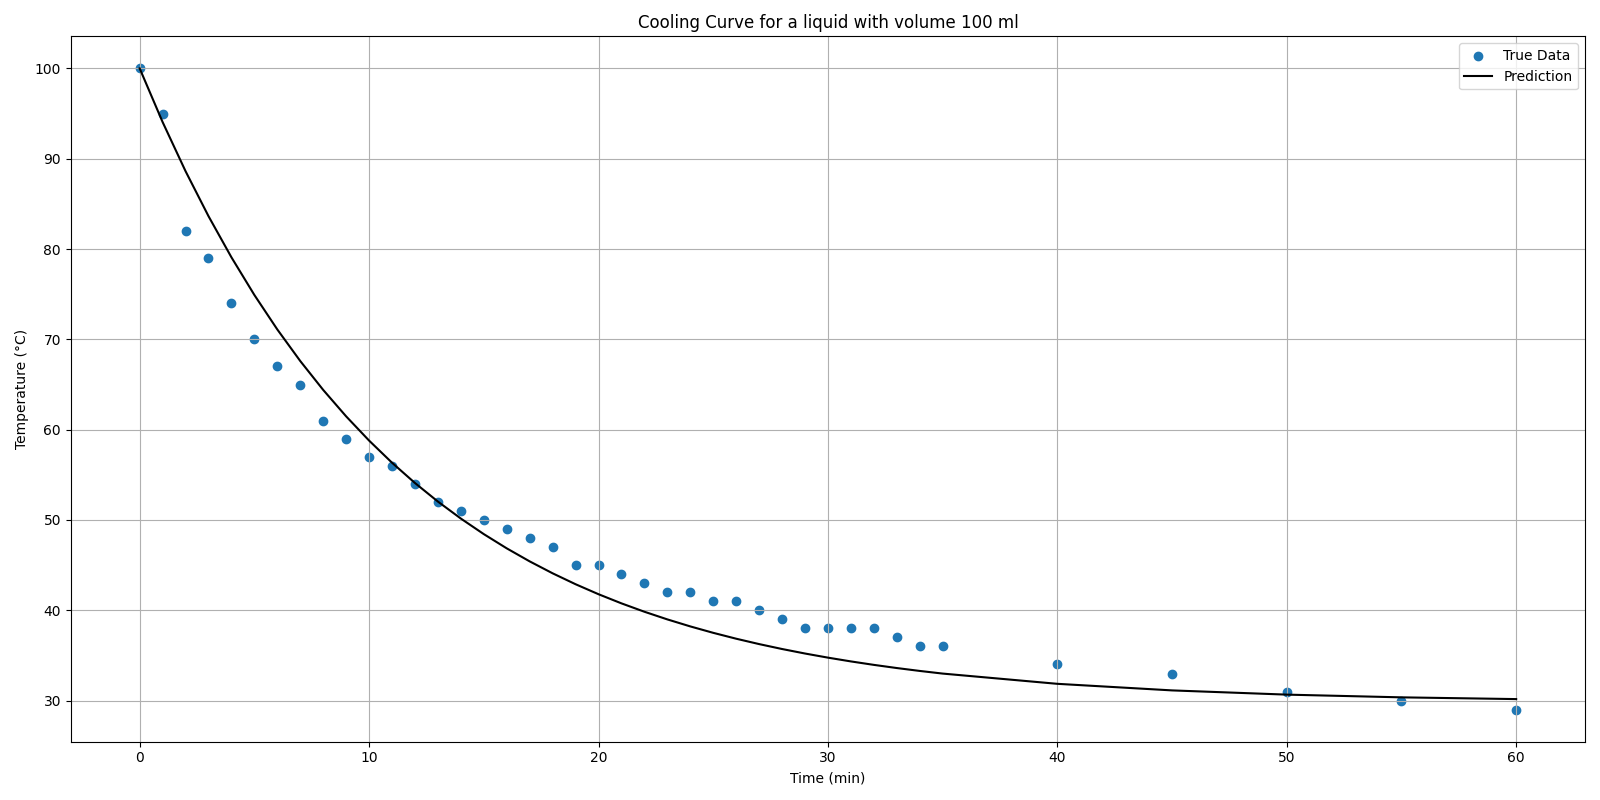 Cooling Curve for a liquid with volume 100 ml
True Data
Prediction
Temperature (°C)
100
90
80
70
60
50
40
30
0 10 20 30 40 50 60
Time (min)